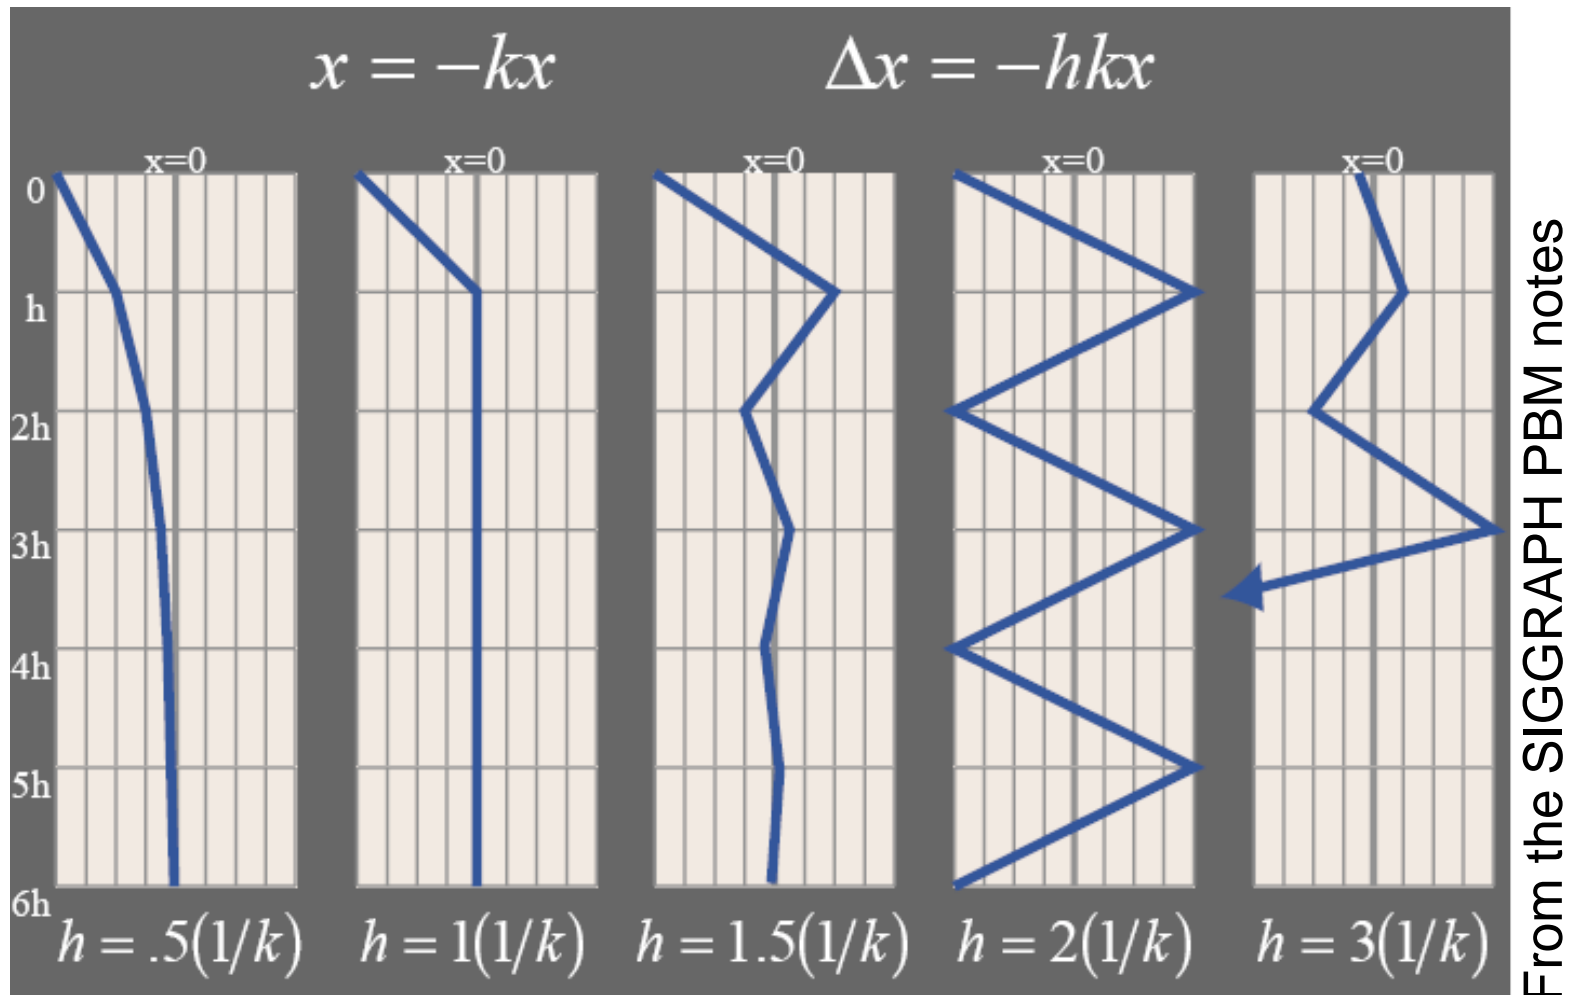 x = −kx
Δx = −hkx
x=0 x=0 x=0 x=0 x=0
0
h
2h
3h
4h
5h
6h
h = .5(1/k)
h = 1(1/k)
h = 1.5(1/k)
h = 2(1/k)
h = 3(1/k)
From the SIGGRAPH PBM notes